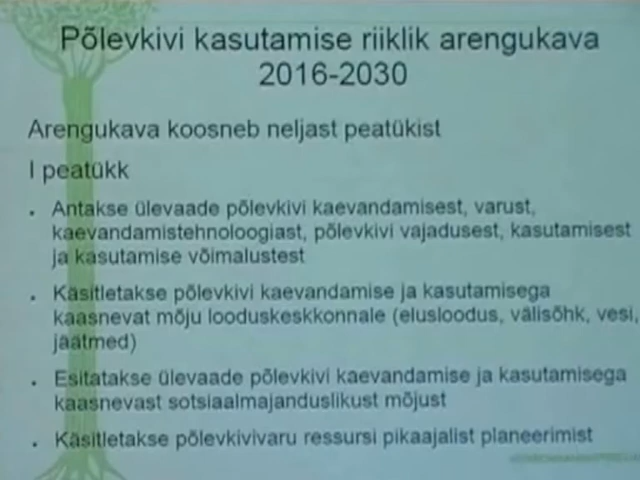 Põlevkivi kasutamise riiklik arengukava
2016-2030
Arengukava koosneb neljast peatükist
I peatükk
. Antakse ülevaade põlevkivi kaevandamisest, varust,
kaevandamistehnoloogiast, põlevkivi vajadusest, kasutamisest
ja kasutamise võimalustest
. Käsitletakse põlevkivi kaevandamise ja kasutamisega
kaasnevat mõju looduskeskkonnale (elusloodus, välisõhk, vesi,
jäätmed)
. Esitatakse ülevaade põlevkivi kaevandamise ja kasutamisega
kaasnevast sotsiaalmajanduslikust mõjust
. Käsitletakse põlevkivivaru ressursi pikaajalist planeerimist